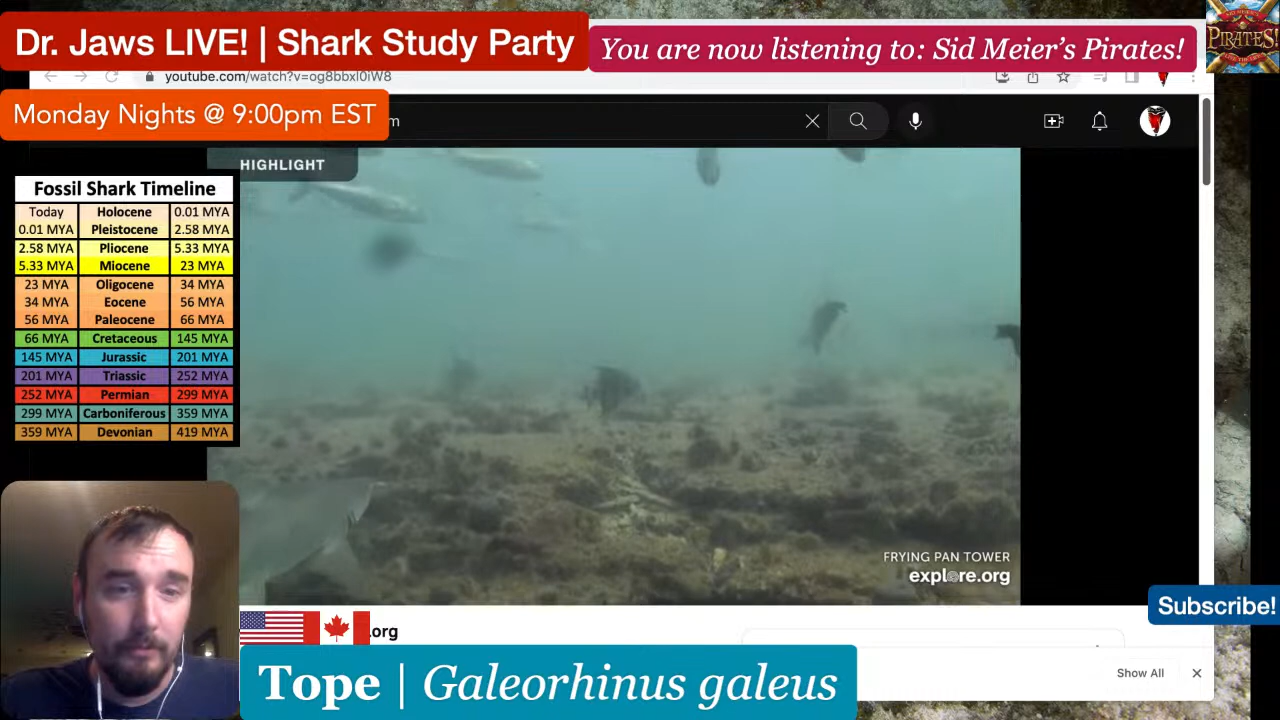 Dr. Jaws LIVE! | Shark Study Party
You are now listening to: Sid Meier's Pirates!
PIRATES!
youtube.com/watch?v=og8bbxl0iW8
Monday Nights @ 9:00pm EST
m
HIGHLIGHT
Fossil Shark Timeline
Today Holocene 0.01 MYA
0.01 MYA Pleistocene 2.58 MYA
2.58 MYA Pliocene 5.33 MYA
5.33 MYA Miocene 23 MYA
23 MYA Oligocene 34 MYA
34 MYA Eocene 56 MYA
56 MYA Paleocene 66 MYA
66 MYA Cretaceous 145 MYA
145 MYA Jurassic 201 MYA
201 MYA Triassic 252 MYA
252 MYA Permian 299 MYA
299 MYA Carboniferous 359 MYA
359 MYA Devonian 419 MYA
FRYING PAN TOWER
explore.org
Subscribe!
.org
Tope | Galeorhinus galeus
Show All